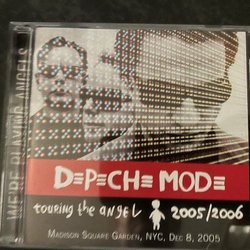 WE'RE PLAYING ANGELS
DEPECHE MODE
touring the angel 2005/2006
MADISON SQUARE GARDEN, NYC, DEC 8, 2005